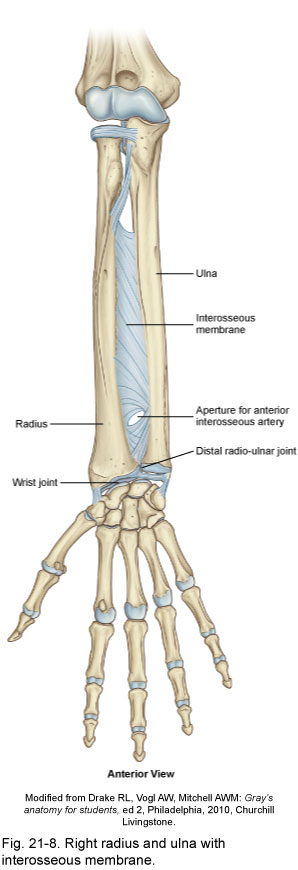 Ulna
Interosseous
membrane
Aperture for anterior
interosseous artery
Radius
Distal radio-ulnar joint
Wrist joint
Anterior View
Modified from Drake RL, Vogl AW, Mitchell AWM: Gray's
anatomy for students, ed 2, Philadelphia, 2010, Churchill
Livingstone.
Fig. 21-8. Right radius and ulna with
interosseous membrane.